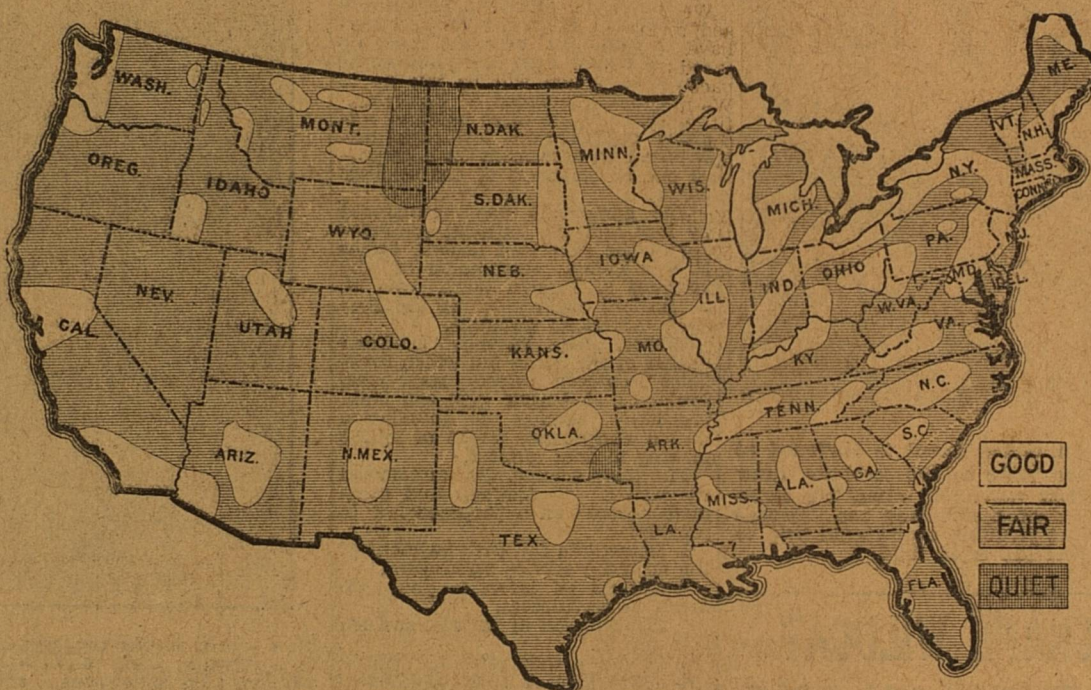 WASH.
OREG.
IDAHO
MONT.
N.DAK.
S.DAK.
WYO.
NEB.
NEV.
CAL.
UTAH
COLO.
KANS.
ARIZ.
N.MEX.
OKLA.
TEX
MINN.
WIS.
IOWA
MO.
ARK.
LA.
ILL
IND.
MICH.
OHIO
KY.
TENN.
MISS.
ALA.
GA.
FLA.
S.C.
N.C.
VA.
W.VA.
MD.
DEL.
PA.
N.J.
N.Y.
CONN.
MASS.
VT.
N.H.
ME.
GOOD
FAIR
QUIET